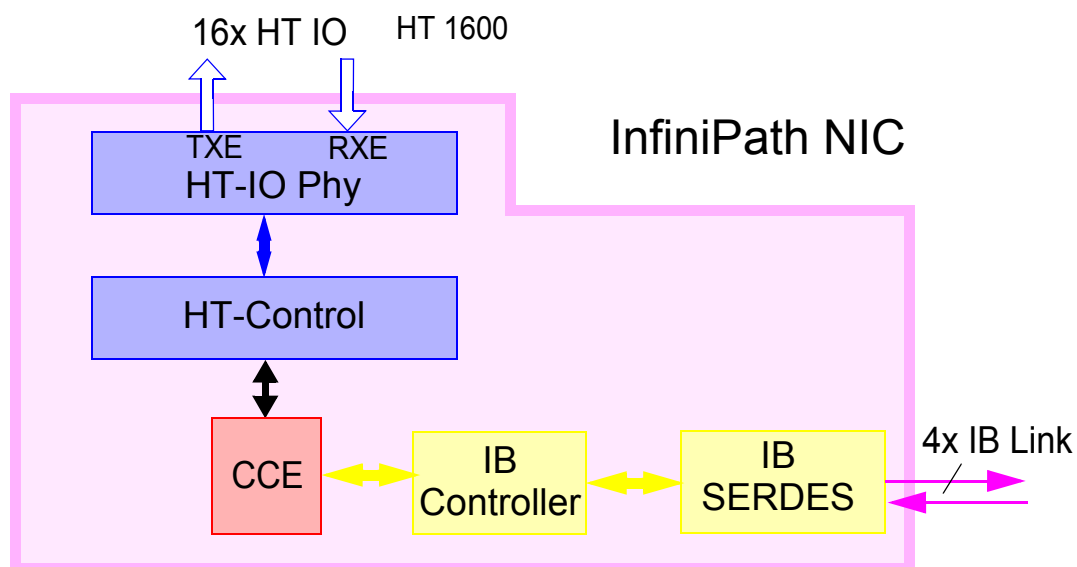 16x HT IO
HT 1600
InfiniPath NIC
TXE
RXE
HT-IO Phy
HT-Control
CCE
IB
Controller
IB
SERDES
4x IB Link